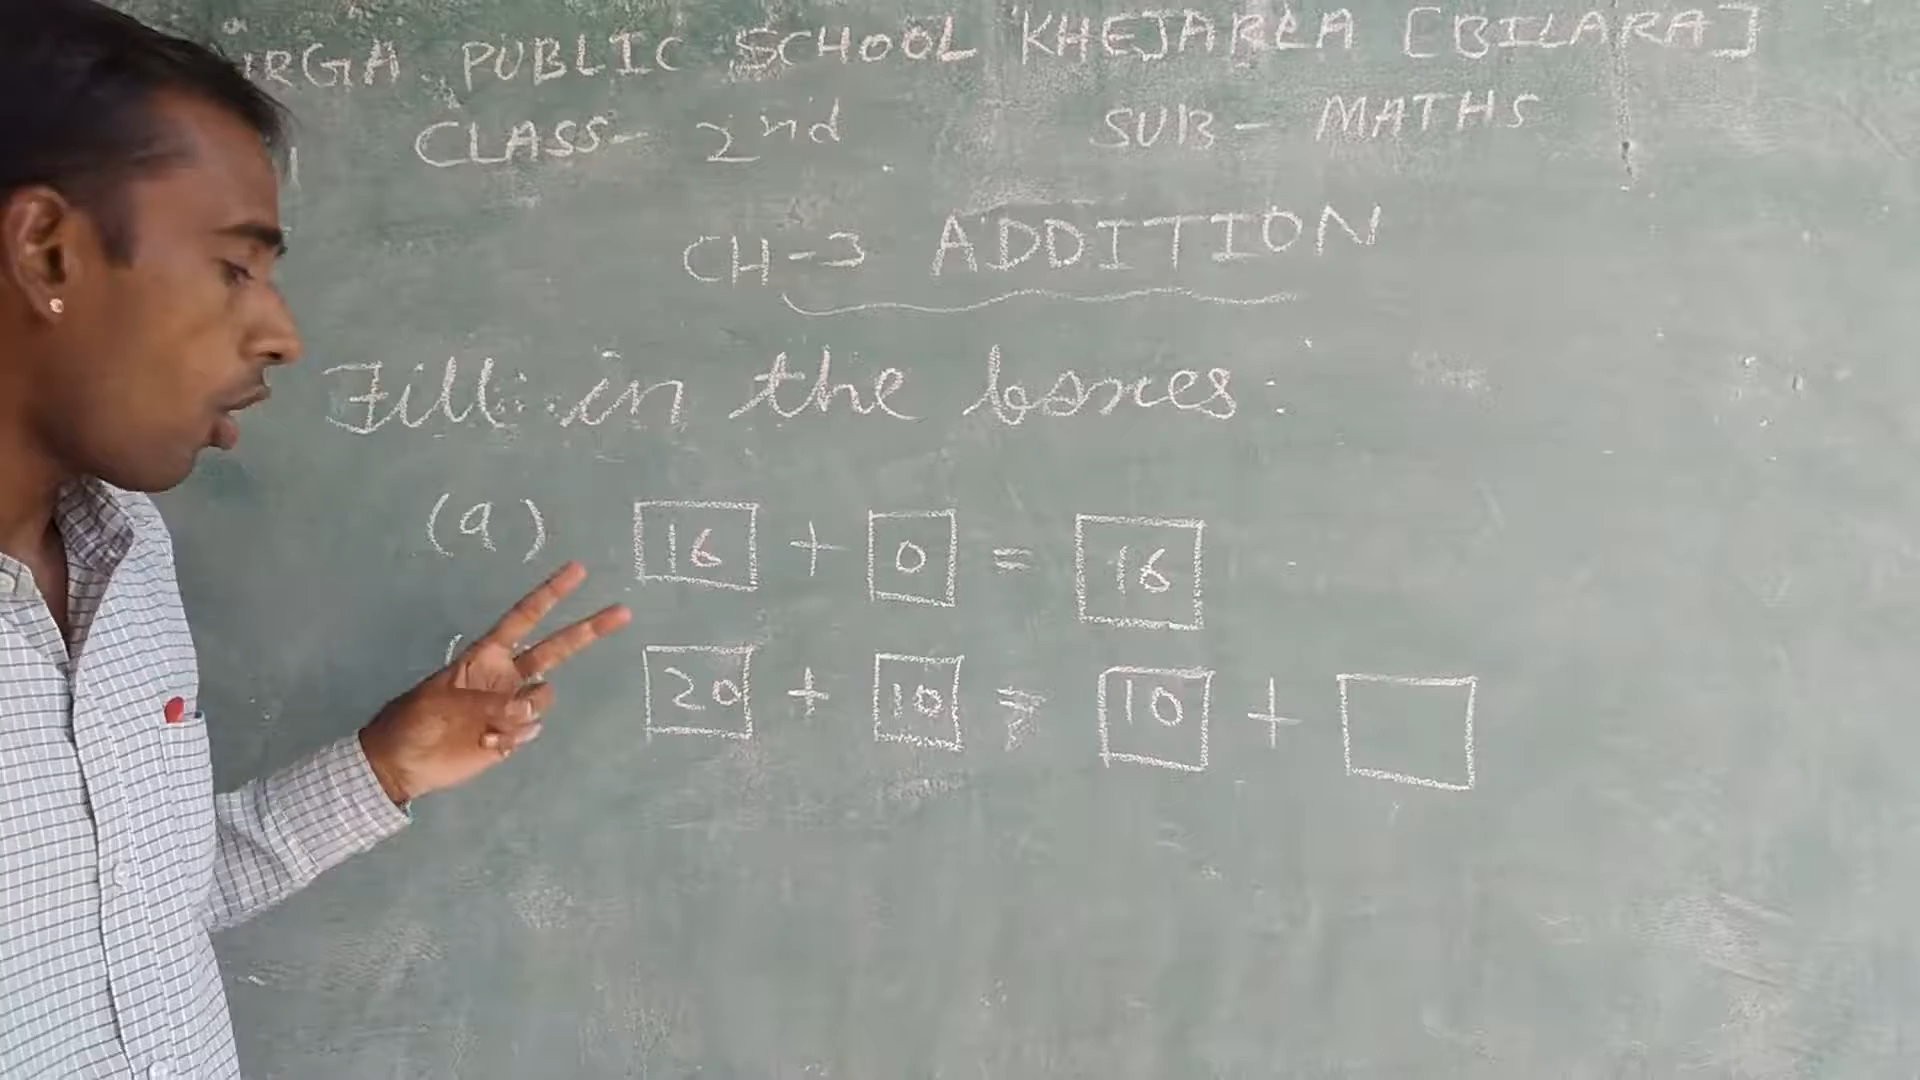 PUBLIC SCHOOL KHEJARLA [BILARA]
CLASS- 2nd SUB - MATHS
CH-3 ADDITION
Fill in the boxes:
(a) 16 + 0 = 16
20 + 10 = 10 +